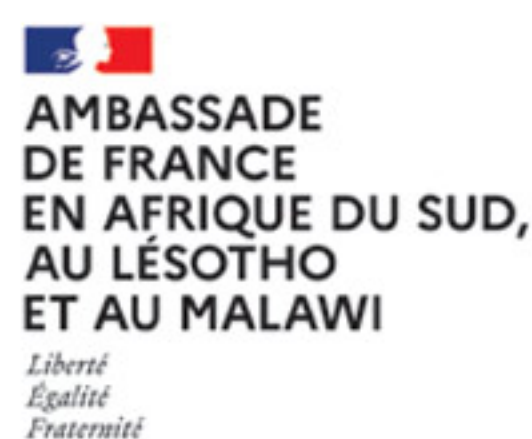 AMBASSADE
DE FRANCE
EN AFRIQUE DU SUD,
AU LÉSOTHO
ET AU MALAWI
Liberté
Égalité
Fraternité